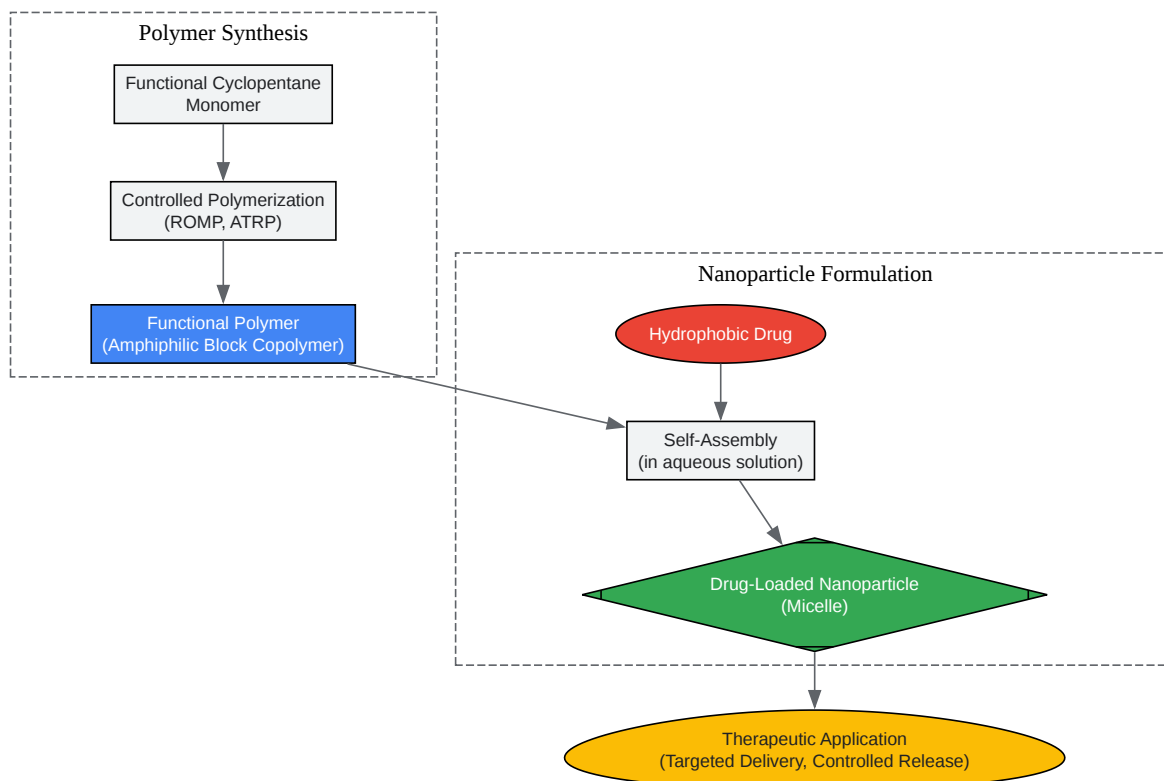 Polymer Synthesis
Functional Cyclopentane
Monomer
Controlled Polymerization
(ROMP, ATRP)
Functional Polymer
(Amphiphilic Block Copolymer)
Nanoparticle Formulation
Hydrophobic Drug
Self-Assembly
(in aqueous solution)
Drug-Loaded Nanoparticle
(Micelle)
Therapeutic Application
(Targeted Delivery, Controlled Release)